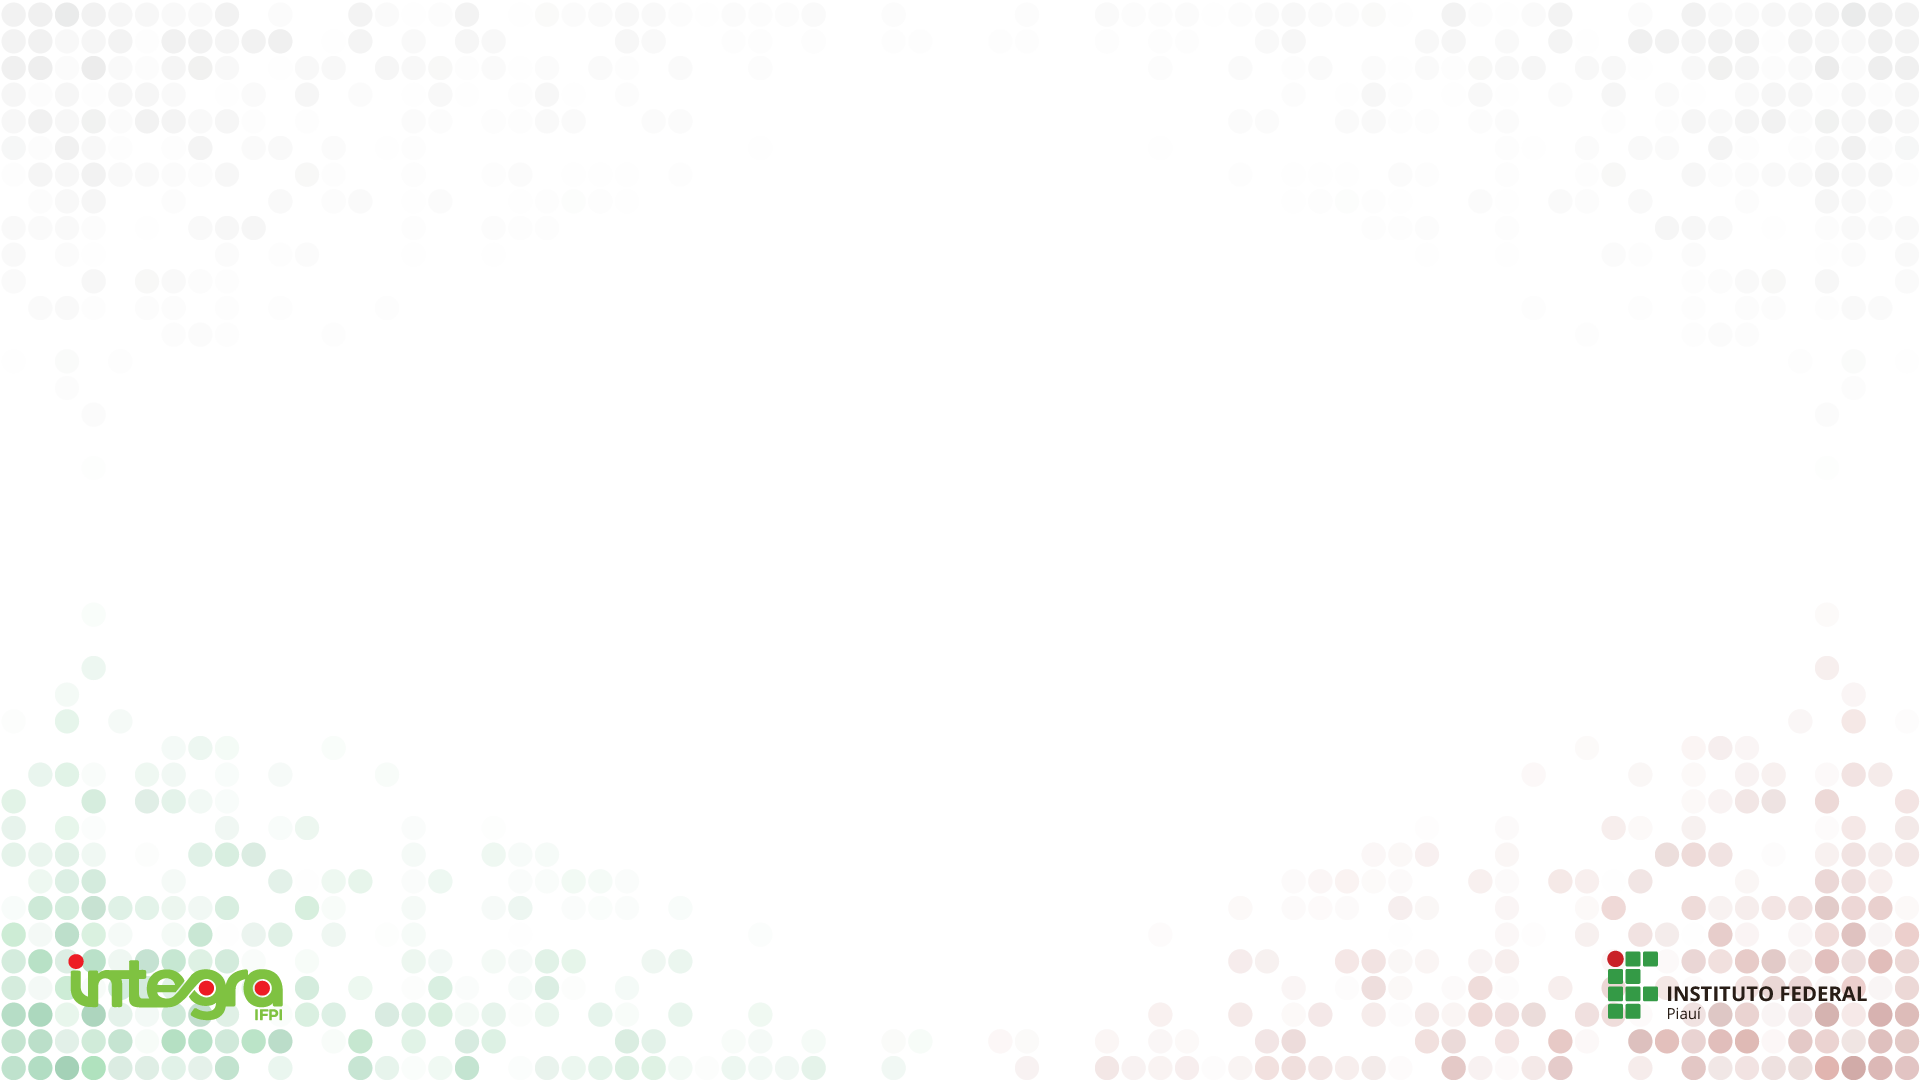 integra
IFPI
INSTITUTO FEDERAL
Piauí